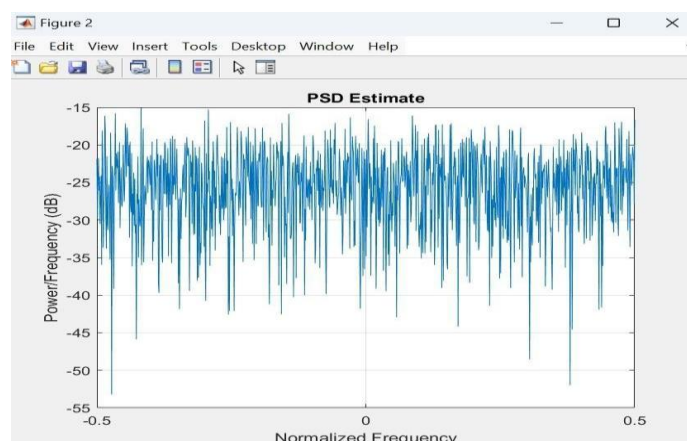 Figure 2
File Edit View Insert Tools Desktop Window Help
PSD Estimate
-15
-20
-25
-30
-35
-40
-45
-50
-55
Power/Frequency (dB)
-0.5 0 0.5
Normalized Frequency